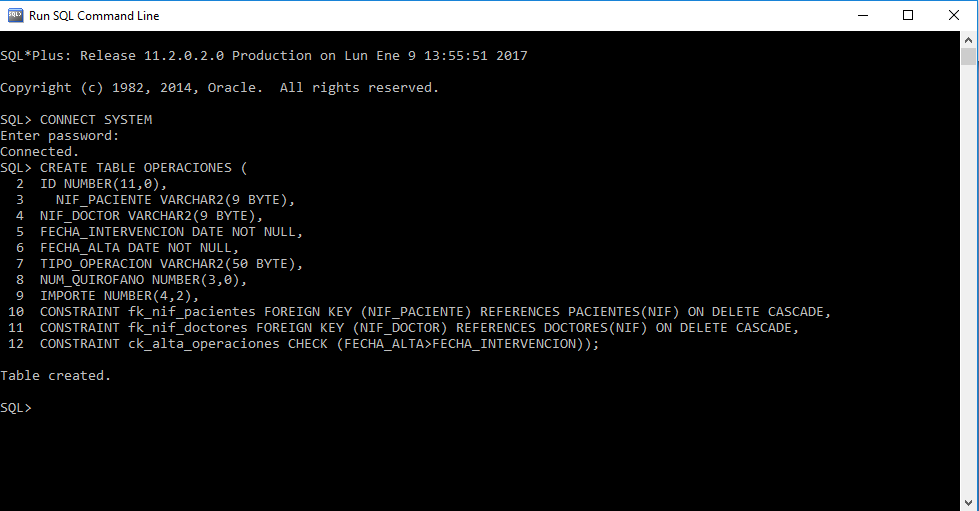 Run SQL Command Line
SQL*Plus: Release 11.2.0.2.0 Production on Lun Ene 9 13:55:51 2017
Copyright (c) 1982, 2014, Oracle.  All rights reserved.
SQL> CONNECT SYSTEM
Enter password:
Connected.
SQL> CREATE TABLE OPERACIONES (
  2  ID NUMBER(11,0),
  3    NIF_PACIENTE VARCHAR2(9 BYTE),
  4  NIF_DOCTOR VARCHAR2(9 BYTE),
  5  FECHA_INTERVENCION DATE NOT NULL,
  6  FECHA_ALTA DATE NOT NULL,
  7  TIPO_OPERACION VARCHAR2(50 BYTE),
  8  NUM_QUIROFANO NUMBER(3,0),
  9  IMPORTE NUMBER(4,2),
 10  CONSTRAINT fk_nif_pacientes FOREIGN KEY (NIF_PACIENTE) REFERENCES PACIENTES(NIF) ON DELETE CASCADE,
 11  CONSTRAINT fk_nif_doctores FOREIGN KEY (NIF_DOCTOR) REFERENCES DOCTORES(NIF) ON DELETE CASCADE,
 12  CONSTRAINT ck_alta_operaciones CHECK (FECHA_ALTA>FECHA_INTERVENCION));
Table created.
SQL>